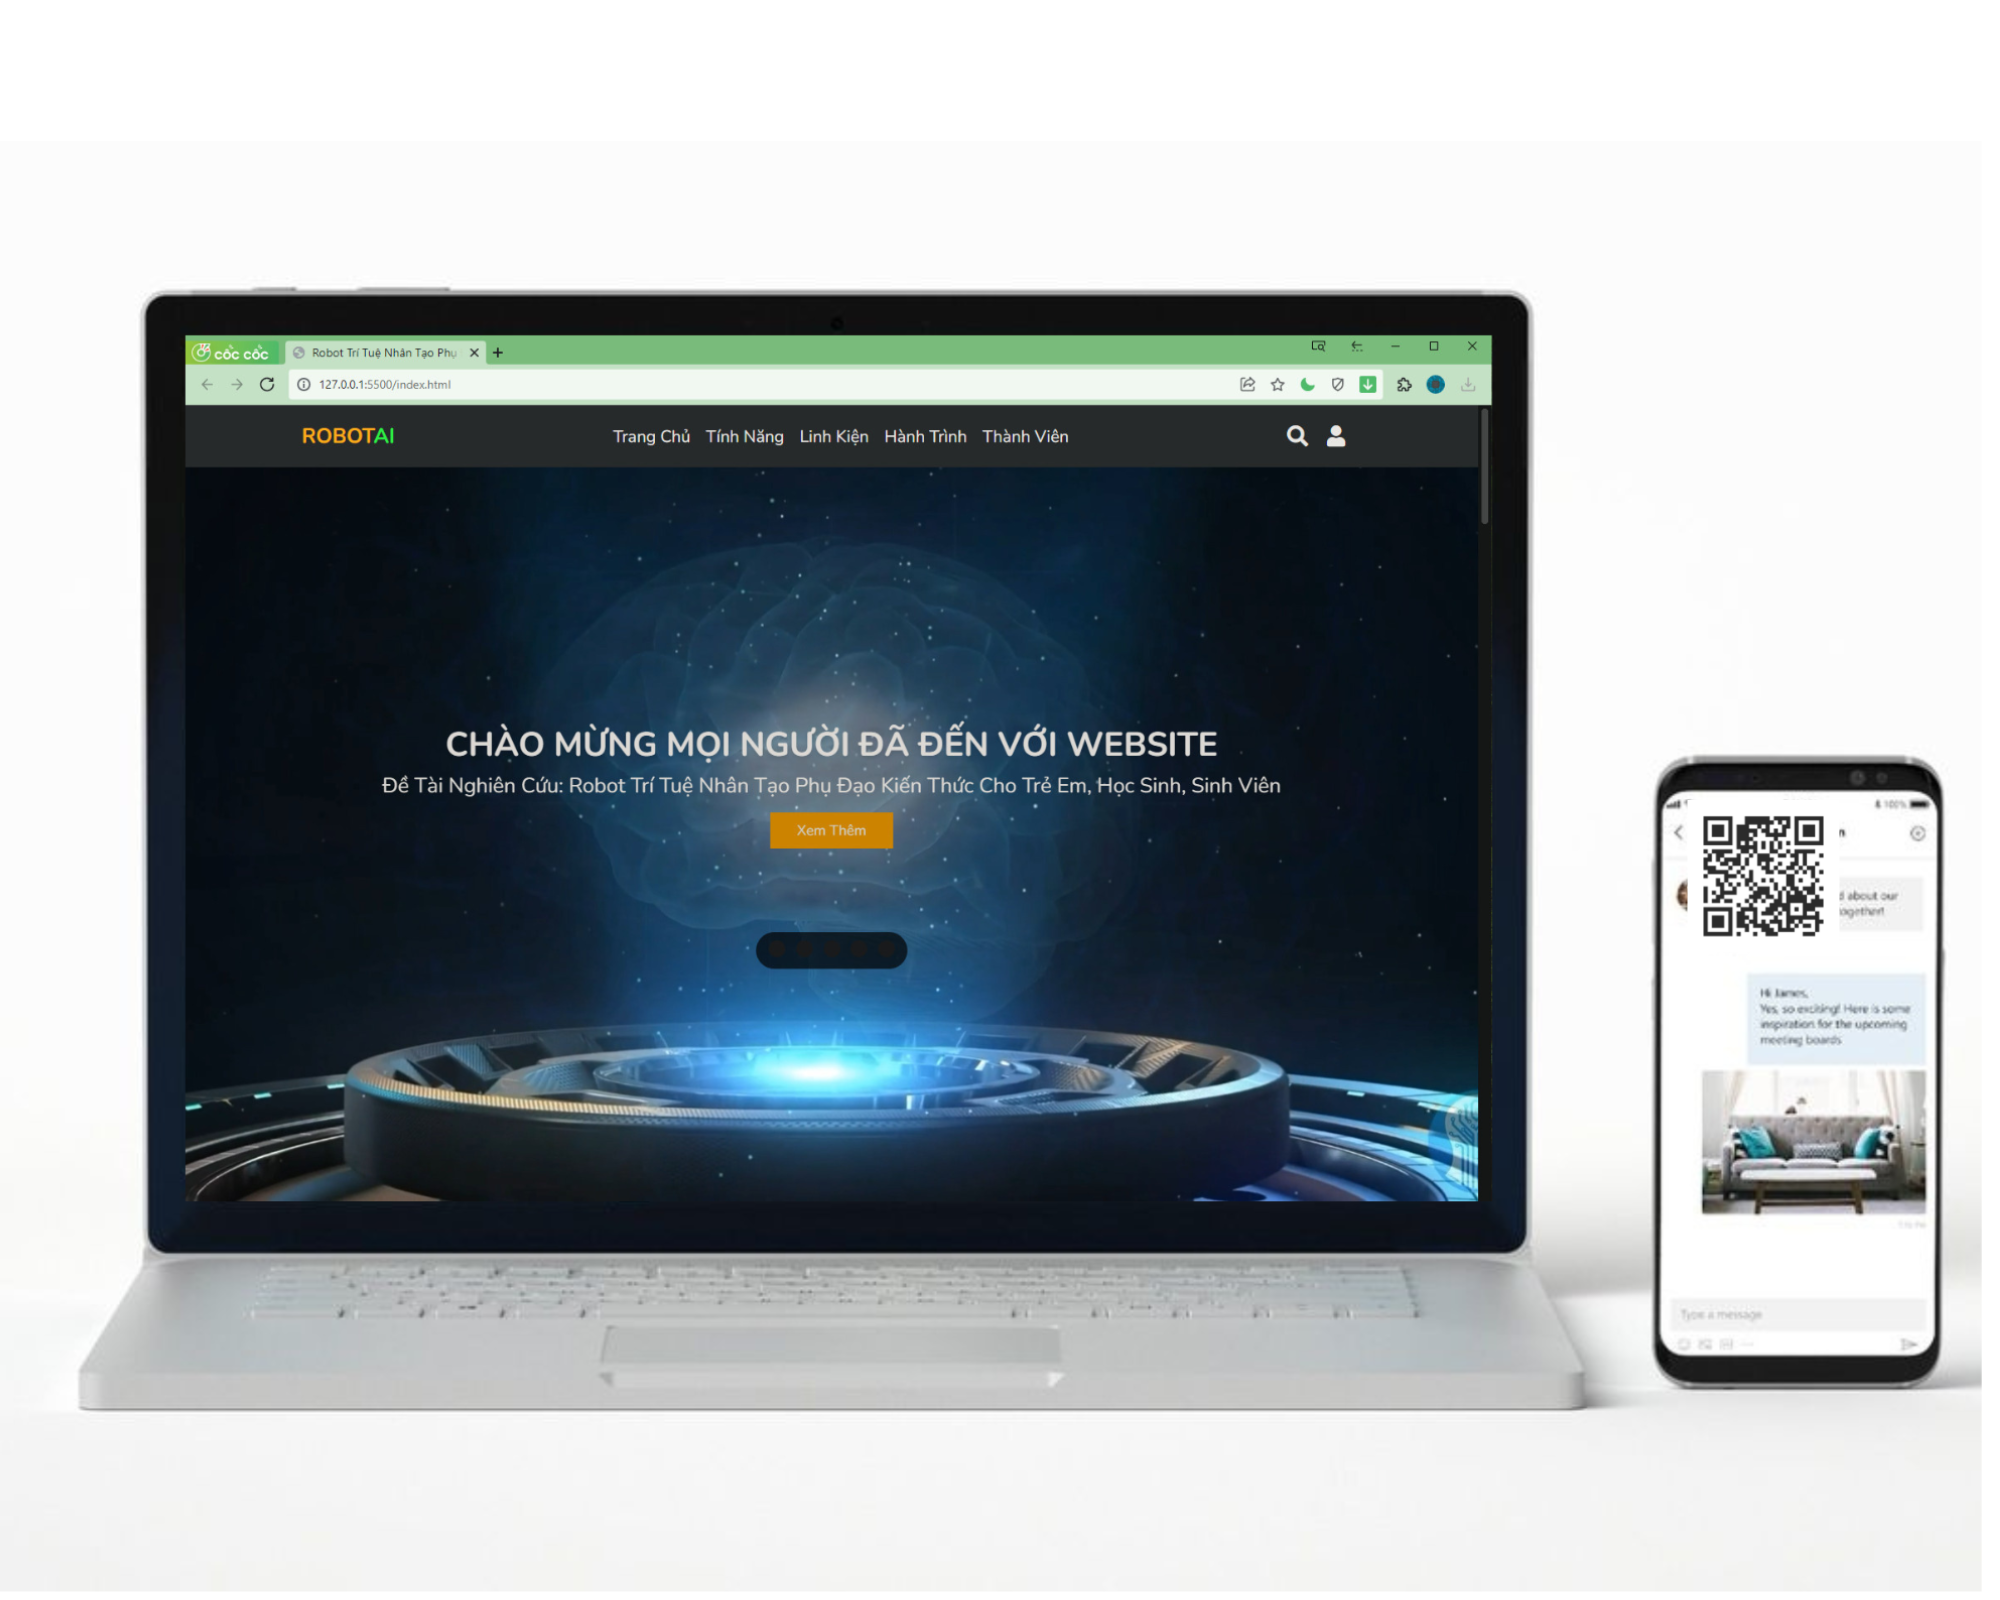 cốc cốc
Robot Trí Tuệ Nhân Tạo Phụ
127.0.0.1:5500/index.html
ROBOTAI
Trang Chủ Tính Năng Linh Kiện Hành Trình Thành Viên
CHÀO MỪNG MỌI NGƯỜI ĐÃ ĐẾN VỚI WEBSITE
Đề Tài Nghiên Cứu: Robot Trí Tuệ Nhân Tạo Phụ Đạo Kiến Thức Cho Trẻ Em, Học Sinh, Sinh Viên
Xem Thêm
100%
about our
together!
Hi James,
Yes, so exciting! Here is some
inspiration for the upcoming
meeting boards
Type a message